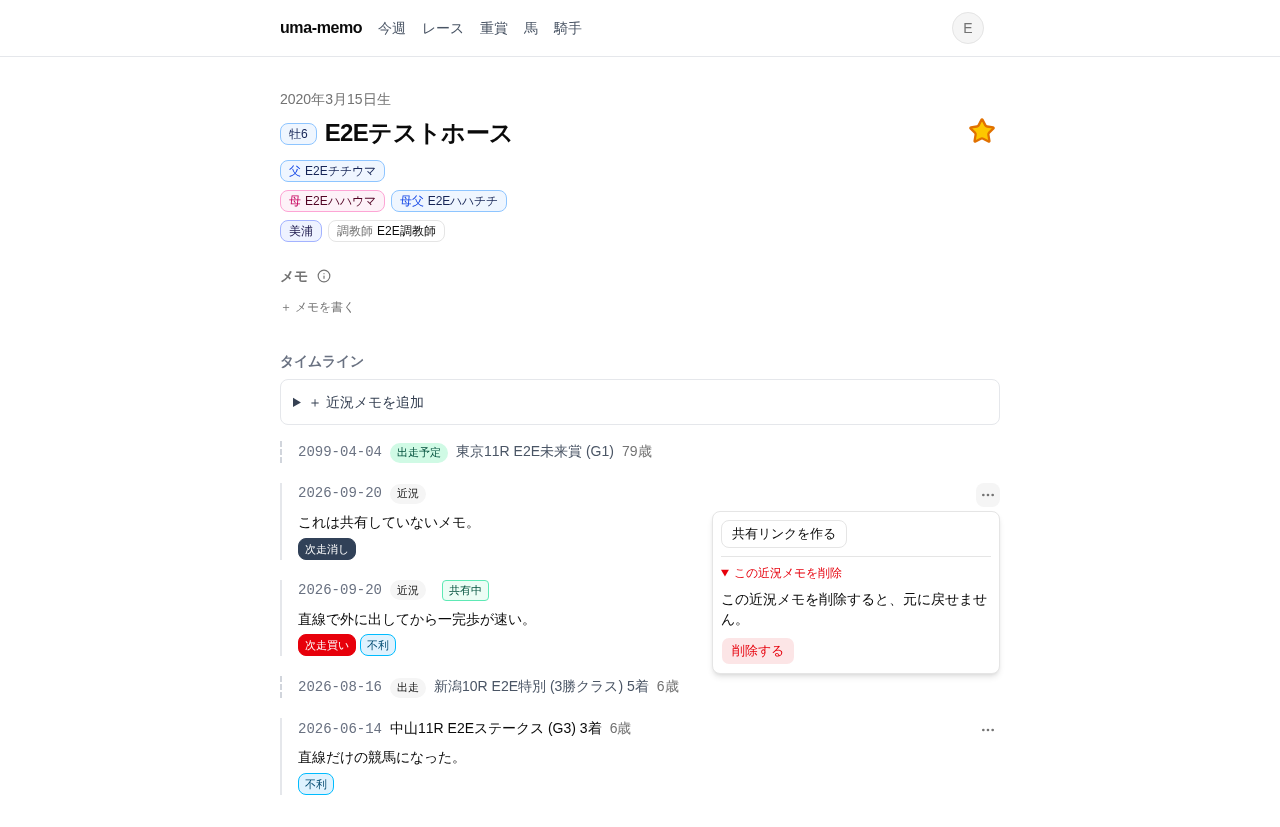 uma-memo 今週 レース 重賞 馬 騎手 E
2020年3月15日生
牡6 E2Eテストホース
父 E2Eチチウマ
母 E2Eハハウマ 母父 E2Eハハチチ
美浦 調教師 E2E調教師
メモ
＋ メモを書く
タイムライン
＋ 近況メモを追加
2099-04-04 出走予定 東京11R E2E未来賞 (G1) 79歳
2026-09-20 近況
これは共有していないメモ。
次走消し
共有リンクを作る
この近況メモを削除
この近況メモを削除すると、元に戻せませ
ん。
削除する
2026-09-20 近況 共有中
直線で外に出してから一完歩が速い。
次走買い 不利
2026-08-16 出走 新潟10R E2E特別 (3勝クラス) 5着 6歳
2026-06-14 中山11R E2Eステークス (G3) 3着 6歳
直線だけの競馬になった。
不利